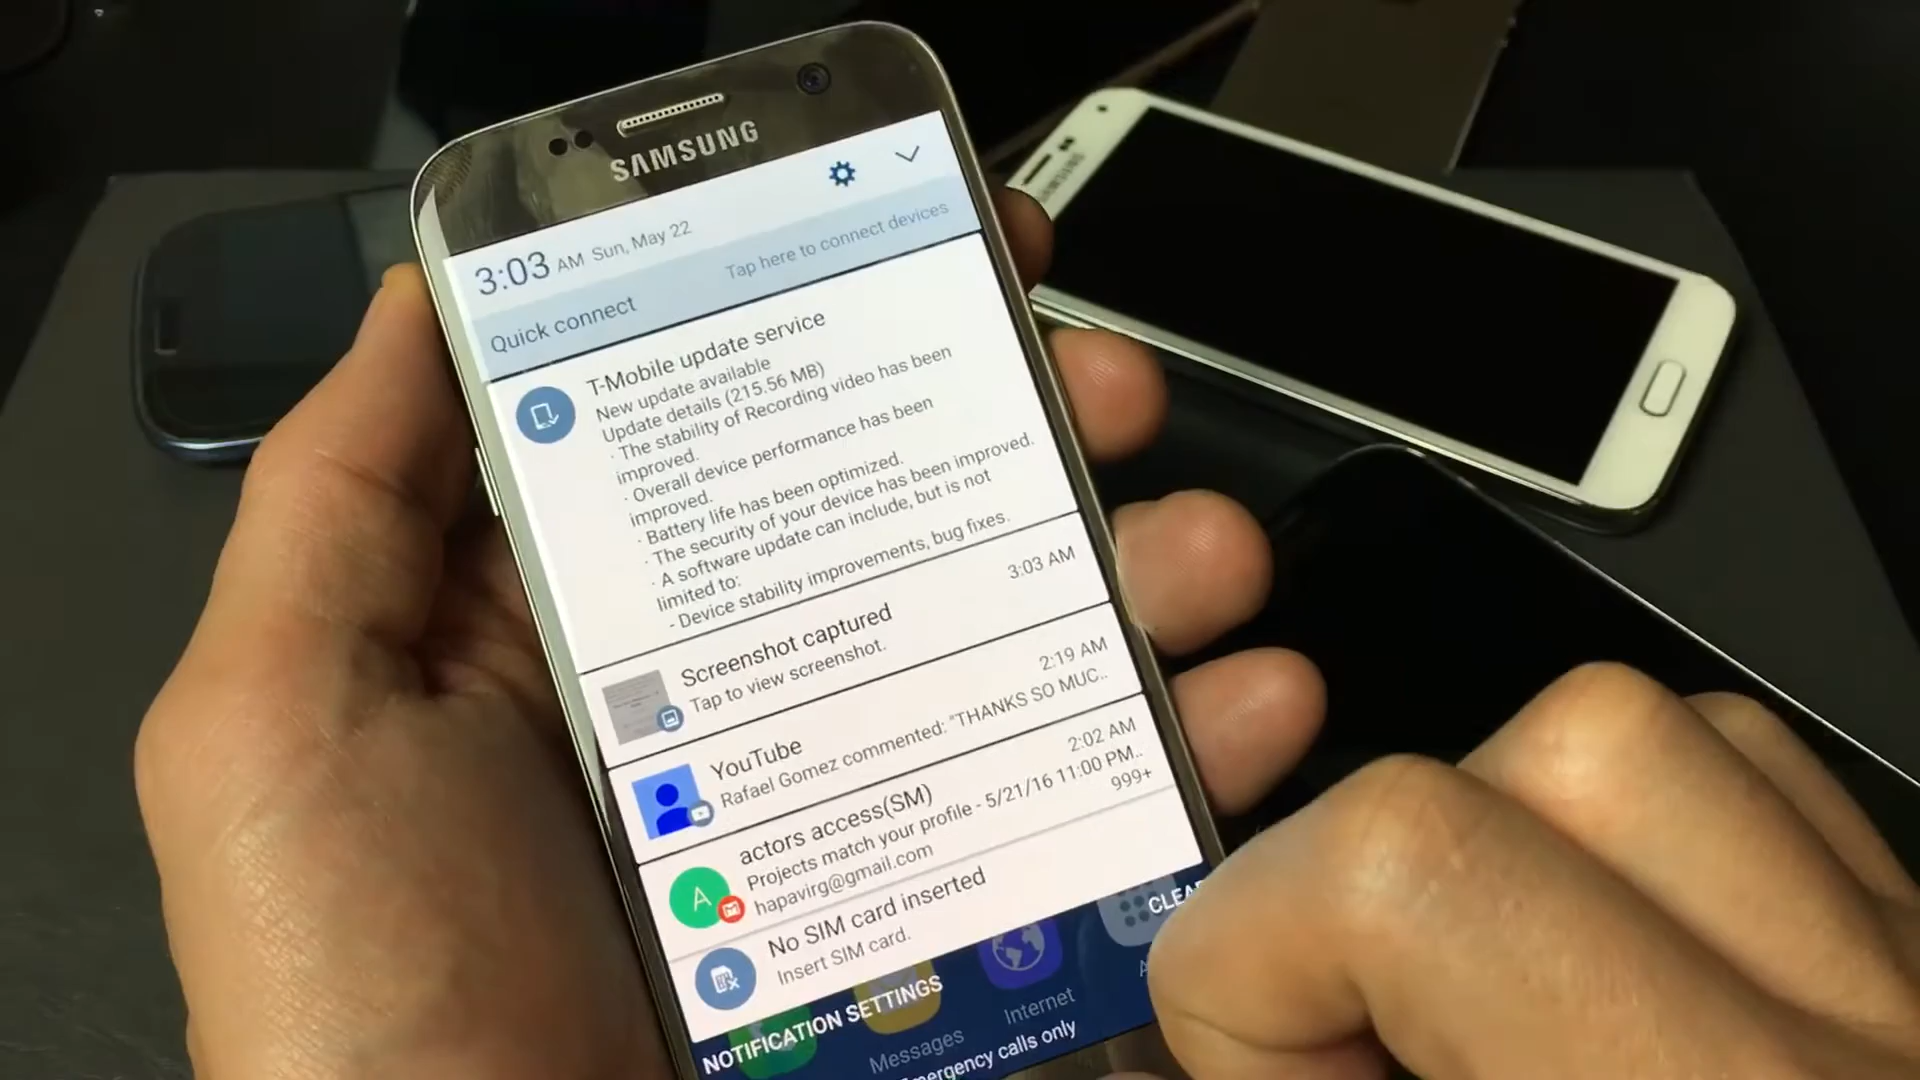 SAMSUNG
SAMSUNG
3:03 AM Sun, May 22
Quick connect Tap here to connect devices
T-Mobile update service
New update available
Update details (215.56 MB)
· The stability of Recording video has been
improved.
· Overall device performance has been
improved.
· Battery life has been optimized.
· The security of your device has been improved.
· A software update can include, but is not
limited to:
- Device stability improvements, bug fixes.
Screenshot captured 3:03 AM
Tap to view screenshot.
YouTube 2:19 AM
Rafael Gomez commented: "THANKS SO MUC..
actors access(SM) 2:02 AM
Projects match your profile - 5/21/16 11:00 PM..
hapavirg@gmail.com 999+
A
No SIM card inserted
Insert SIM card.
NOTIFICATION SETTINGS CLEA
Messages Internet A
mergency calls only